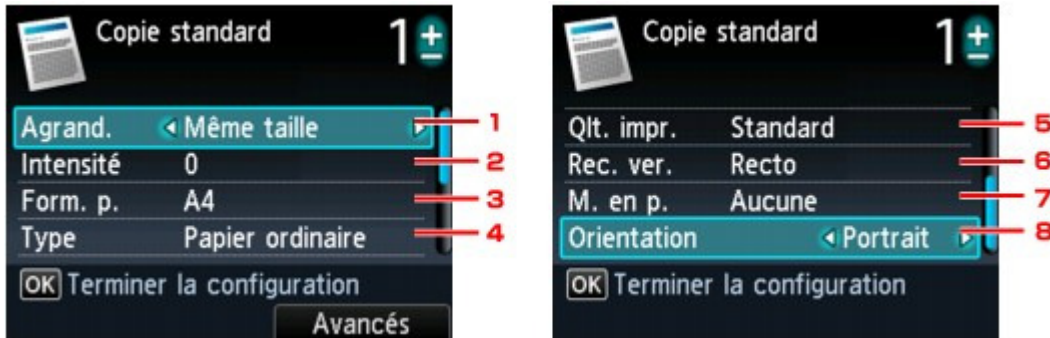 Copie standard 1
Agrand. Même taille 1
Intensité 0 2
Form. p. A4 3
Type Papier ordinaire 4
OK Terminer la configuration
Avancés
Copie standard 1
Qlt. impr. Standard 5
Rec. ver. Recto 6
M. en p. Aucune 7
Orientation Portrait 8
OK Terminer la configuration